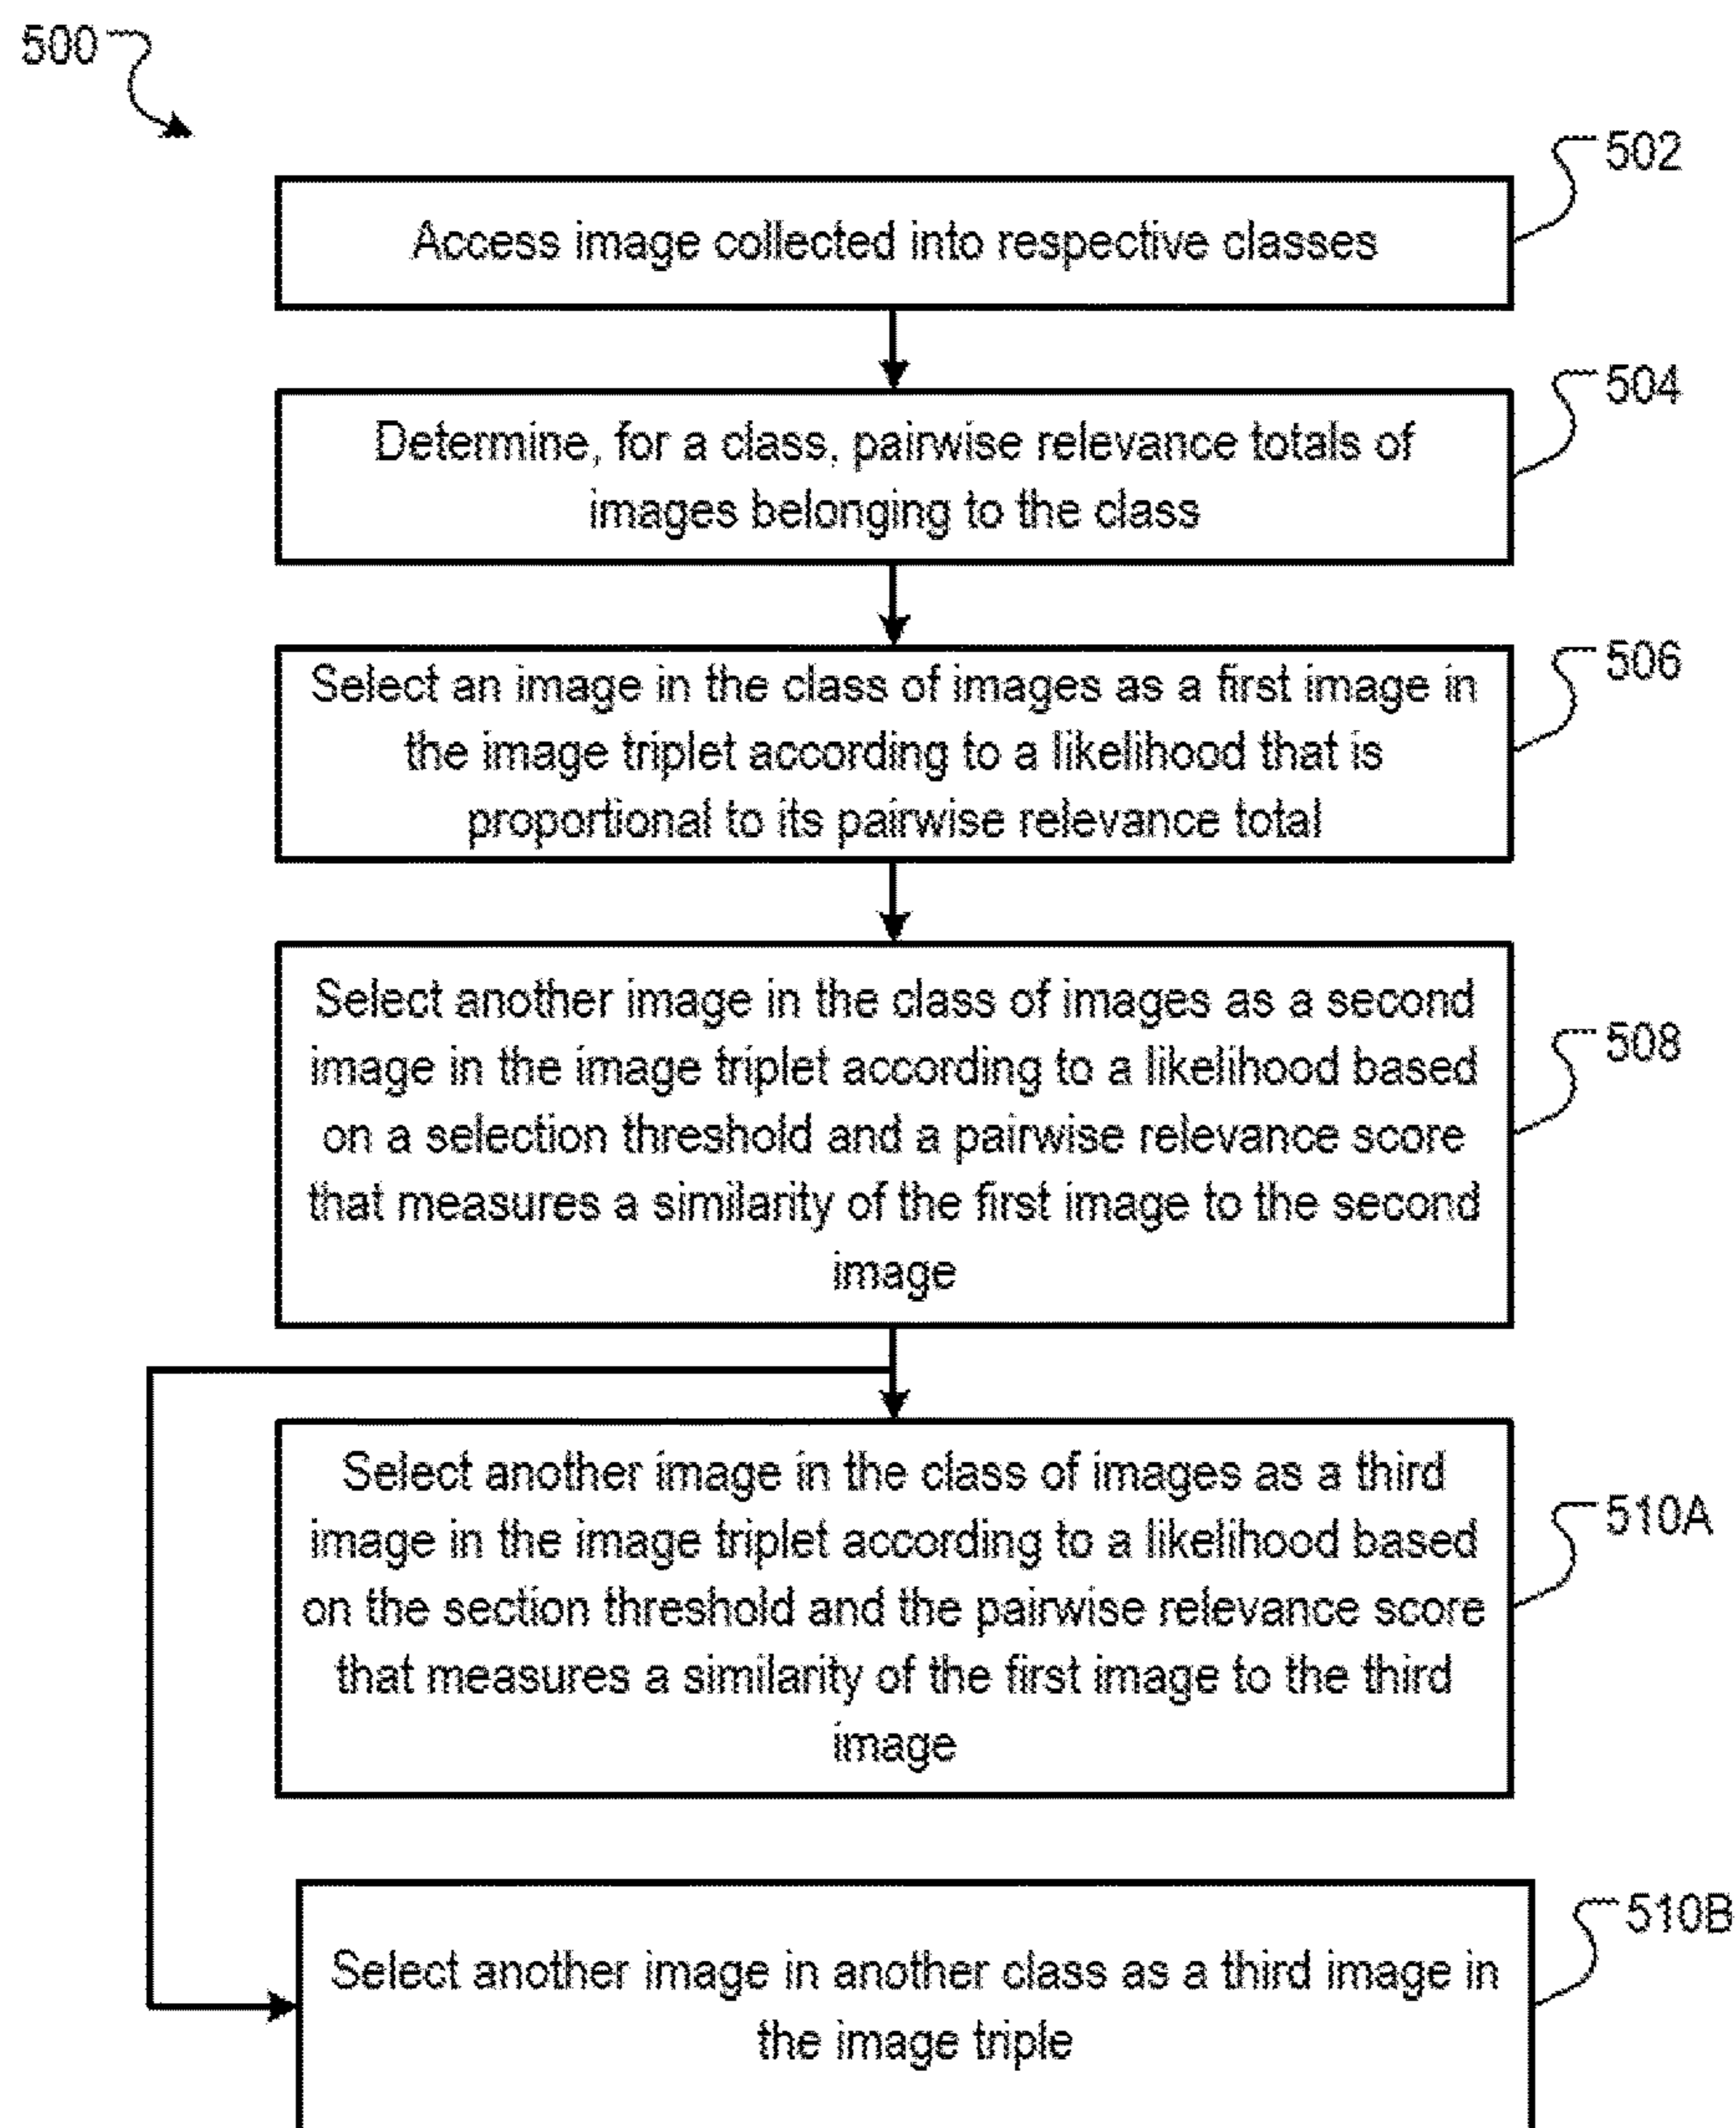 500
502
Access image collected into respective classes
504
Determine, for a class, pairwise relevance totals of
images belonging to the class
506
Select an image in the class of images as a first image in
the image triplet according to a likelihood that is
proportional to its pairwise relevance total
508
Select another image in the class of images as a second
image in the image triplet according to a likelihood based
on a selection threshold and a pairwise relevance score
that measures a similarity of the first image to the second
image
510A
Select another image in the class of images as a third
image in the image triplet according to a likelihood based
on the section threshold and the pairwise relevance score
that measures a similarity of the first image to the third
image
510B
Select another image in another class as a third image in
the image triple